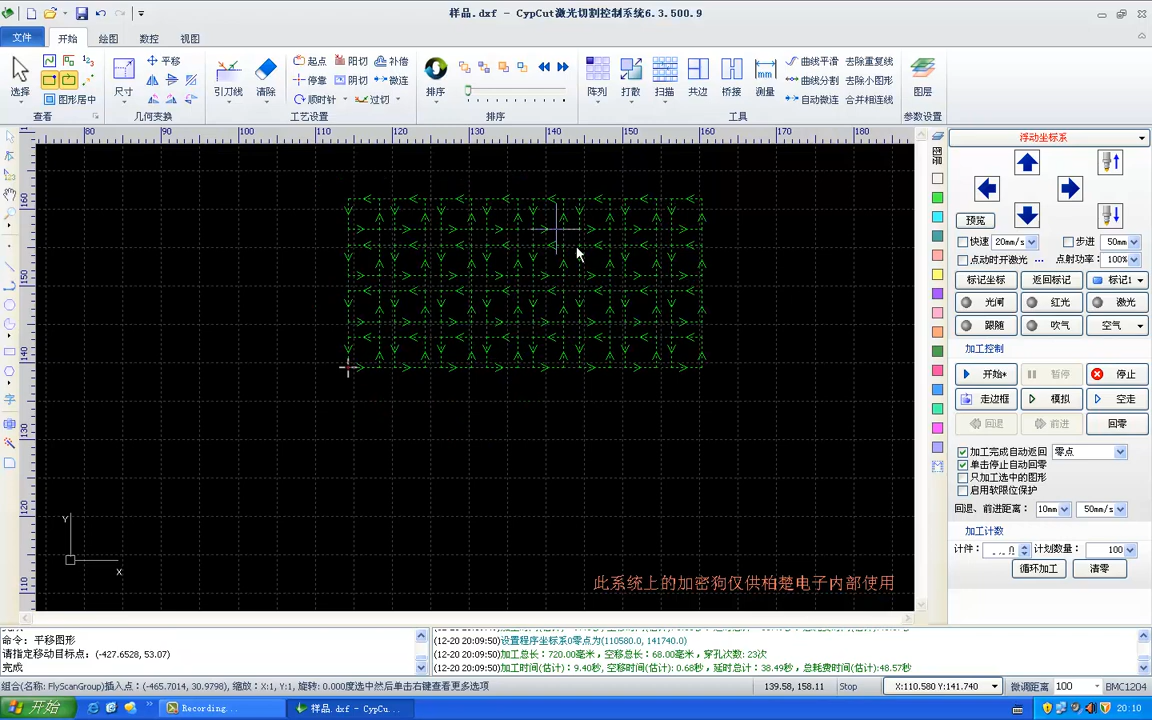 样品.dxf - CypCut激光切割控制系统6.3.500.9
文件 开始 绘图 数控 视图
选择 图形居中 查看
尺寸 平移 几何变换
引刀线 清除 起点 停靠 顺时针 阳切 阴切 过切 补偿 微连 工艺设置
排序 排序
阵列 打散 扫描 共边 桥接 测量 曲线平滑 曲线分割 自动微连 去除重复线 去除小图形 合并相连线 工具
图层 参数设置
80 90 100 110 120 130 140 150 160 170 180
160
150
140
130
120
110
Y
X
此系统上的加密狗仅供柏楚电子内部使用
图层
浮动坐标系
预览
快速 20mm/s 步进 50mm
点动时开激光 ... 点射功率: 100%
标记坐标 返回标记 标记1
光闸 红光 激光
跟随 吹气 空气
加工控制
开始* 暂停 停止
走边框 模拟 空走
回退 前进 回零
加工完成自动返回 零点
单击停止自动回零
只加工选中的图形
启用软限位保护
回退、前进距离: 10mm 50mm/s
加工计数
计件: 计划数量: 100
循环加工 清零
命令: 平移图形
请指定移动目标点: (-427.6528, 53.07)
完成
(12-20 20:09:50)设置程序坐标系0零点为(110580.0, 141740.0)
(12-20 20:09:50)加工总长: 720.00毫米, 空移总长: 68.00毫米, 穿孔次数: 23次
(12-20 20:09:50)加工时间(估计): 9.40秒, 空移时间(估计): 0.68秒, 延时总计: 38.49秒, 总耗费时间(估计):48.57秒
组合(名称: FlyScanGroup)插入点: (-465.7014, 30.9798), 缩放: X:1, Y:1, 旋转: 0.000度选中后单击右键查看更多选项
139.58, 158.11 Stop X:110.580 Y:141.740 微调距离 100 BMC1204
开始 Recording... 样品.dxf - CypCu... 20:10